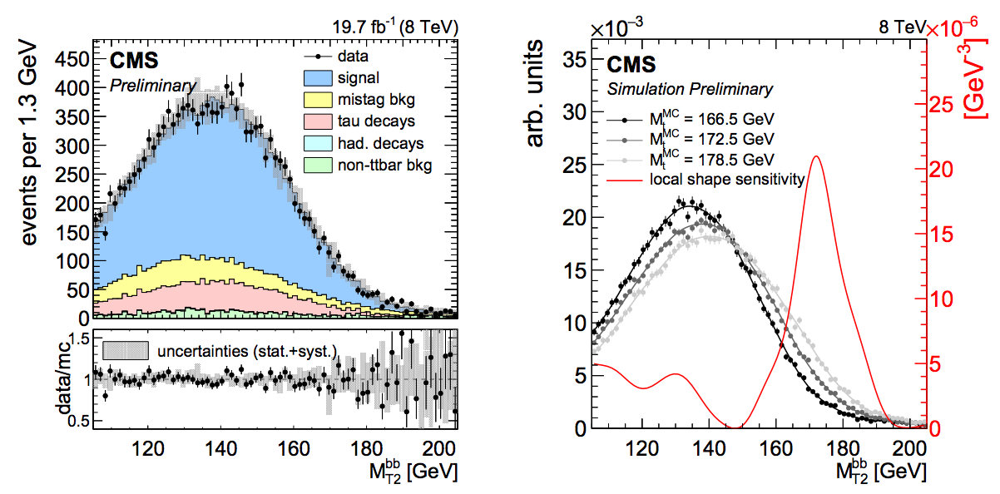 19.7 fb⁻¹ (8 TeV)
events per 1.3 GeV
450
400
350
300
250
200
150
100
50
0
CMS
Preliminary
data
signal
mistag bkg
tau decays
had. decays
non-ttbar bkg
data/mc
1.5
1
0.5
uncertainties (stat.+syst.)
120 140 160 180 200
M_T2^bb [GeV]
×10⁻³
8 TeV
×10⁻⁶
arb. units
[GeV⁻³]
35
30
25
20
15
10
5
0
CMS
Simulation Preliminary
M_t^MC = 166.5 GeV
M_t^MC = 172.5 GeV
M_t^MC = 178.5 GeV
local shape sensitivity
25
20
15
10
5
0
120 140 160 180 200
M_T2^bb [GeV]